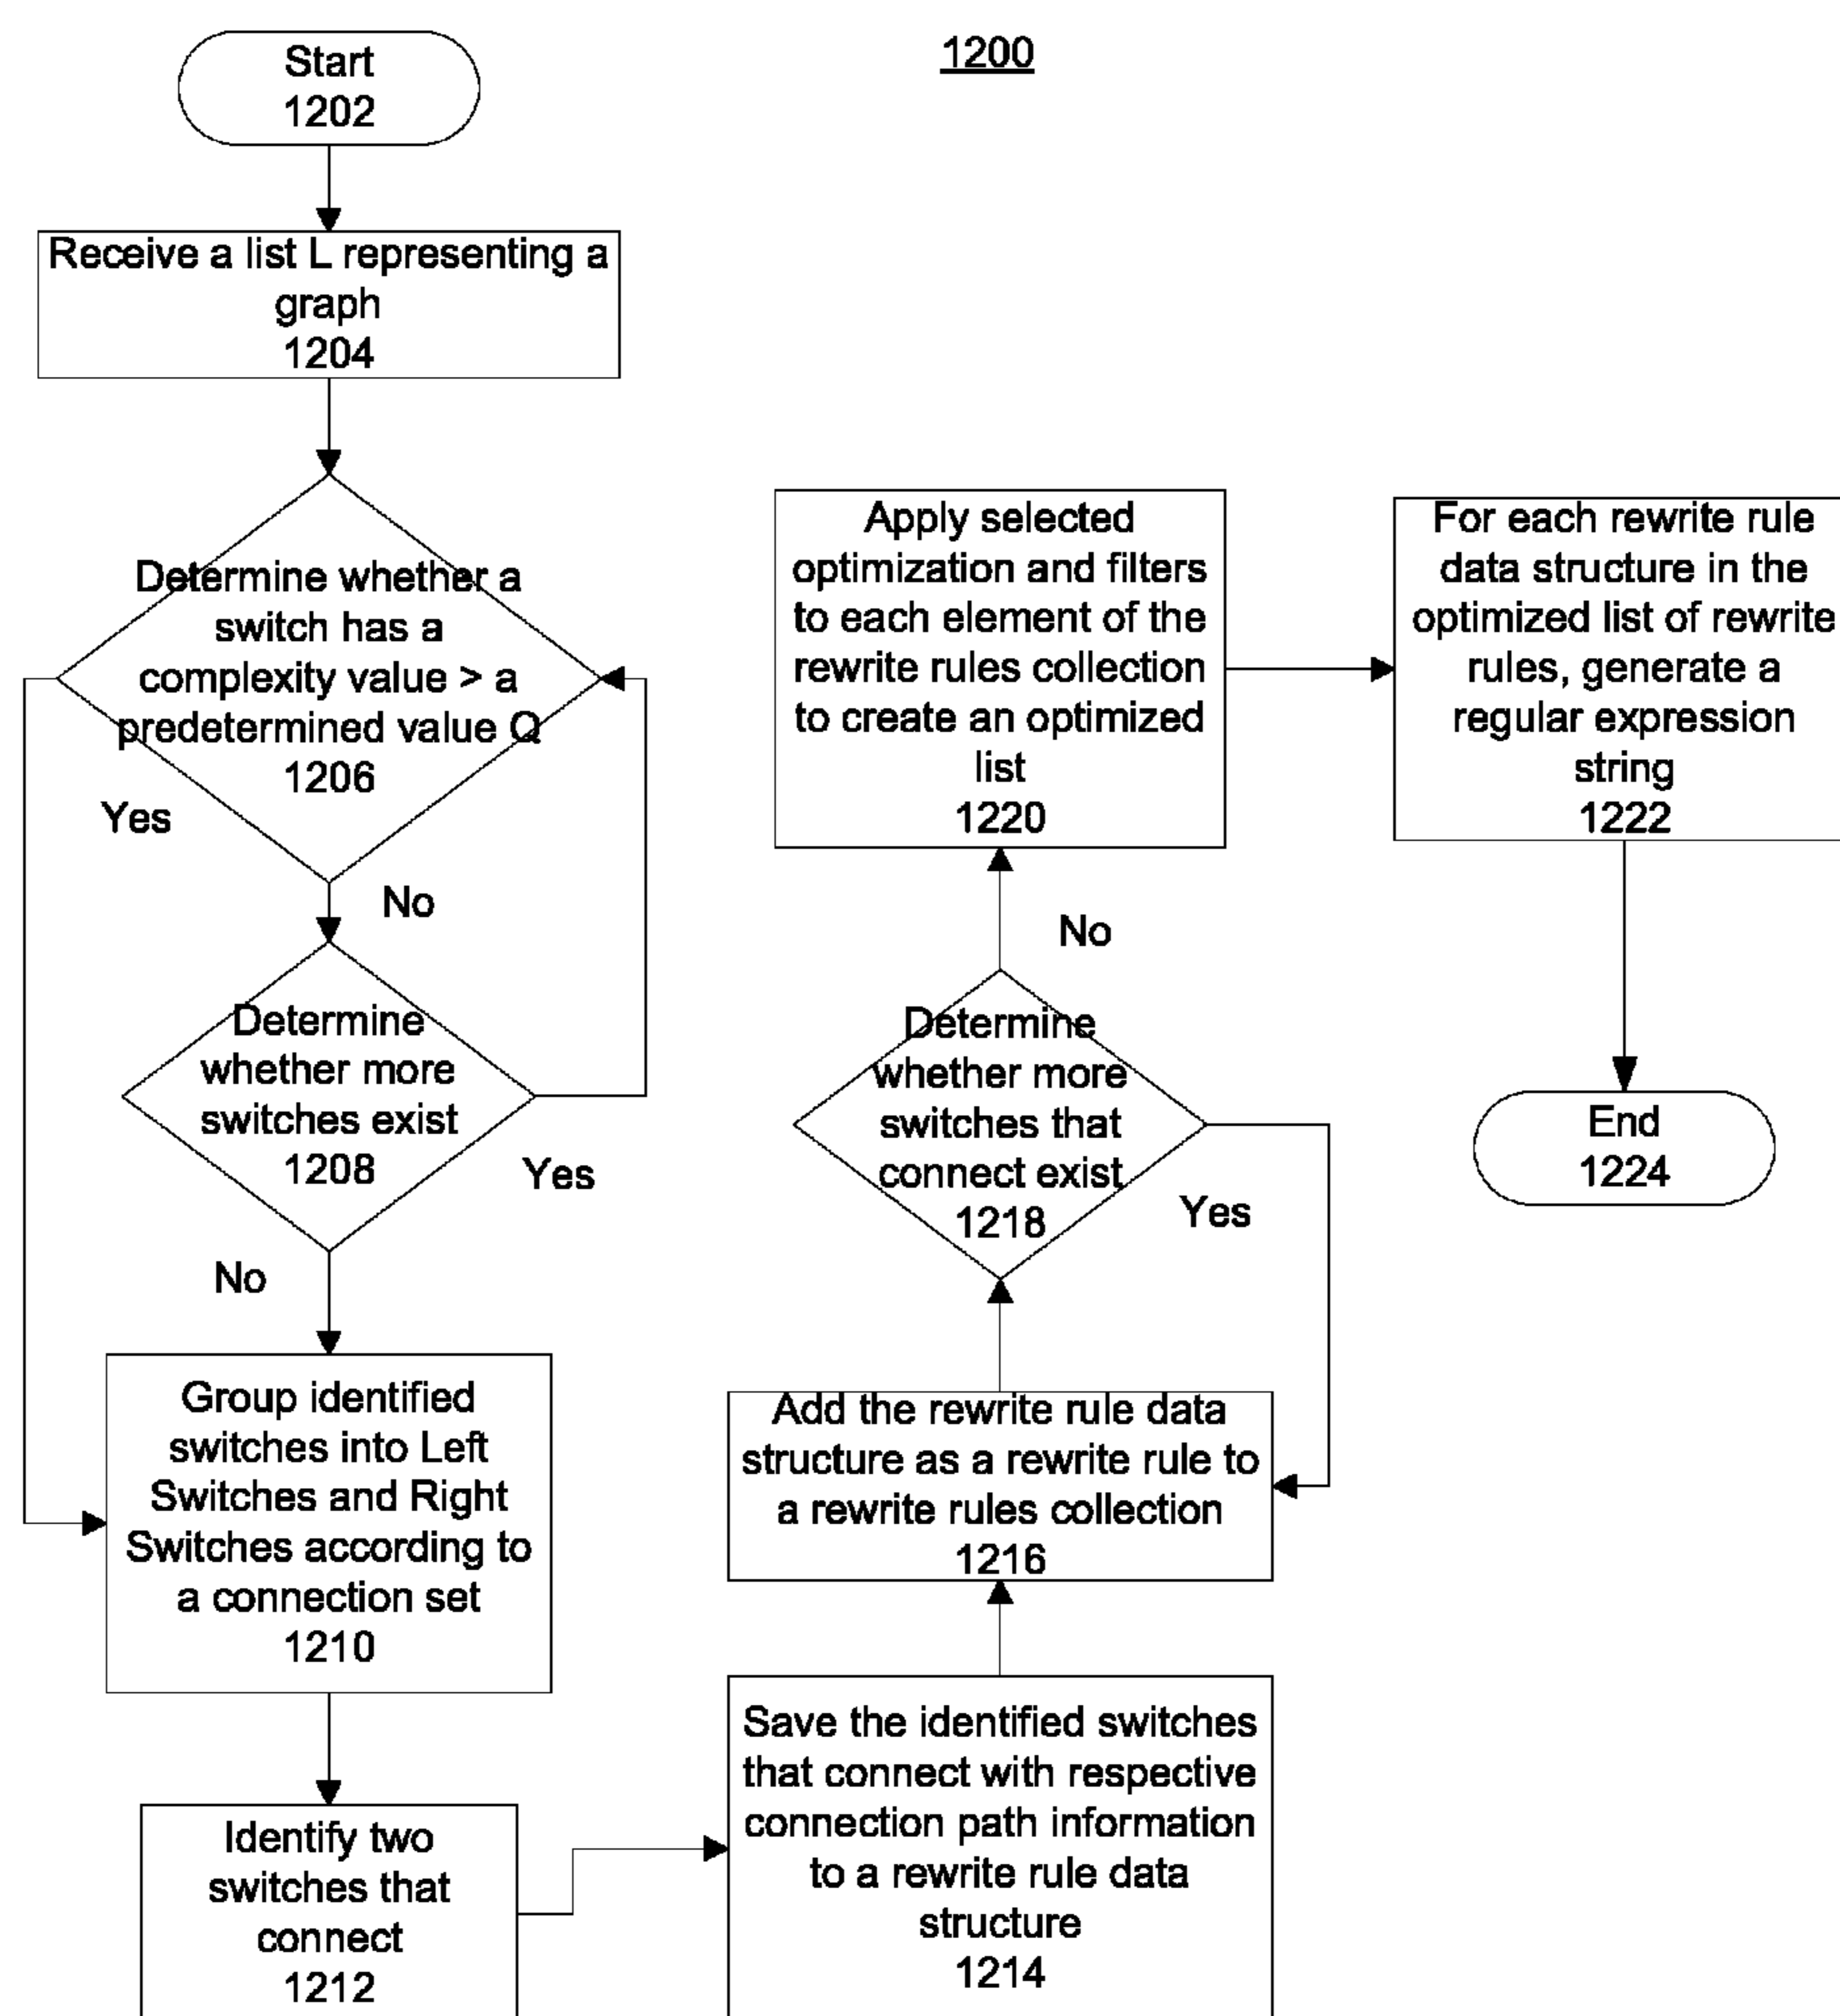 1200
Start
1202
Receive a list L representing a
graph
1204
Determine whether a
switch has a
complexity value > a
predetermined value Q
1206
Yes
No
Determine
whether more
switches exist
1208
Yes
No
Group identified
switches into Left
Switches and Right
Switches according to
a connection set
1210
Identify two
switches that
connect
1212
Save the identified switches
that connect with respective
connection path information
to a rewrite rule data
structure
1214
Add the rewrite rule data
structure as a rewrite rule to
a rewrite rules collection
1216
Determine
whether more
switches that
connect exist
1218
Yes
No
Apply selected
optimization and filters
to each element of the
rewrite rules collection
to create an optimized
list
1220
For each rewrite rule
data structure in the
optimized list of rewrite
rules, generate a
regular expression
string
1222
End
1224